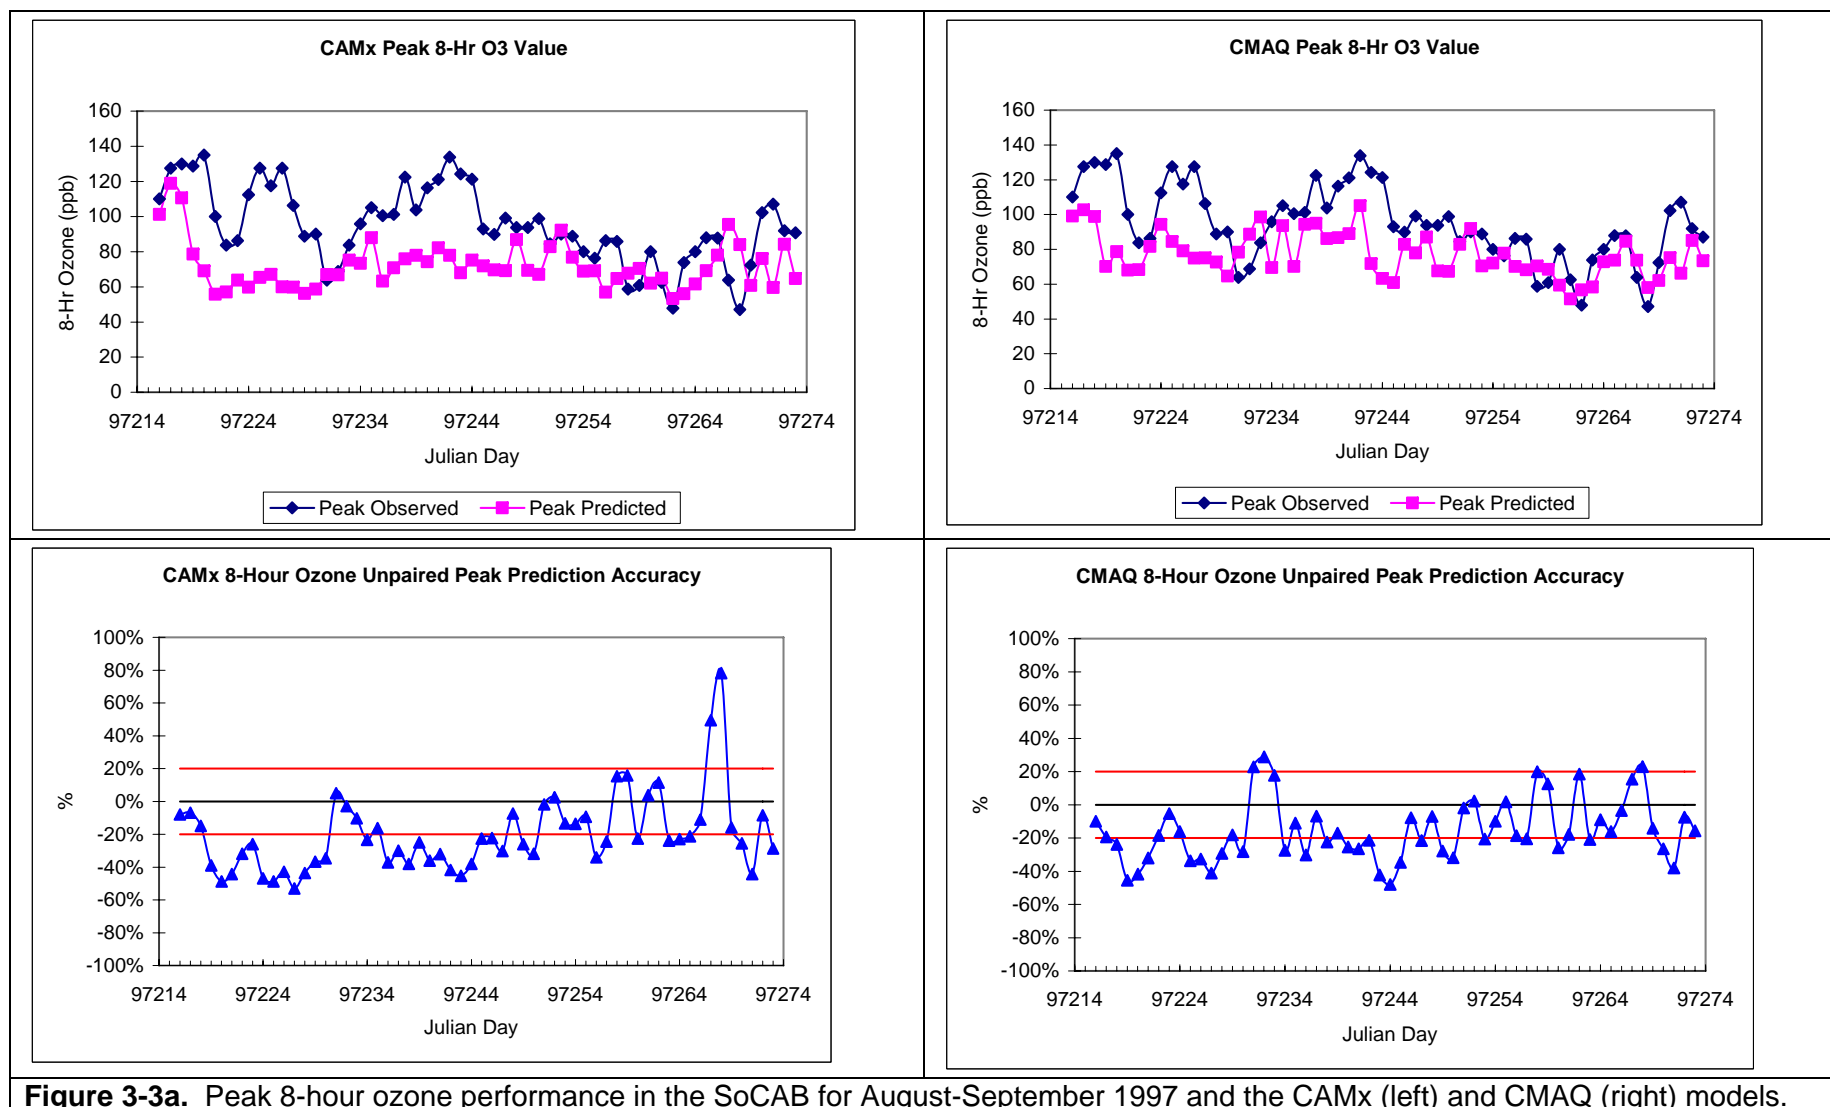 CAMx Peak 8-Hr O3 Value
160
140
120
100
80
60
40
20
0
8-Hr Ozone (ppb)
97214 97224 97234 97244 97254 97264 97274
Julian Day
Peak Observed Peak Predicted
CMAQ Peak 8-Hr O3 Value
160
140
120
100
80
60
40
20
0
8-Hr Ozone (ppb)
97214 97224 97234 97244 97254 97264 97274
Julian Day
Peak Observed Peak Predicted
CAMx 8-Hour Ozone Unpaired Peak Prediction Accuracy
100%
80%
60%
40%
20%
0%
-20%
-40%
-60%
-80%
-100%
%
97214 97224 97234 97244 97254 97264 97274
Julian Day
CMAQ 8-Hour Ozone Unpaired Peak Prediction Accuracy
100%
80%
60%
40%
20%
0%
-20%
-40%
-60%
-80%
-100%
%
97214 97224 97234 97244 97254 97264 97274
Julian Day
Figure 3-3a. Peak 8-hour ozone performance in the SoCAB for August-September 1997 and the CAMx (left) and CMAQ (right) models.